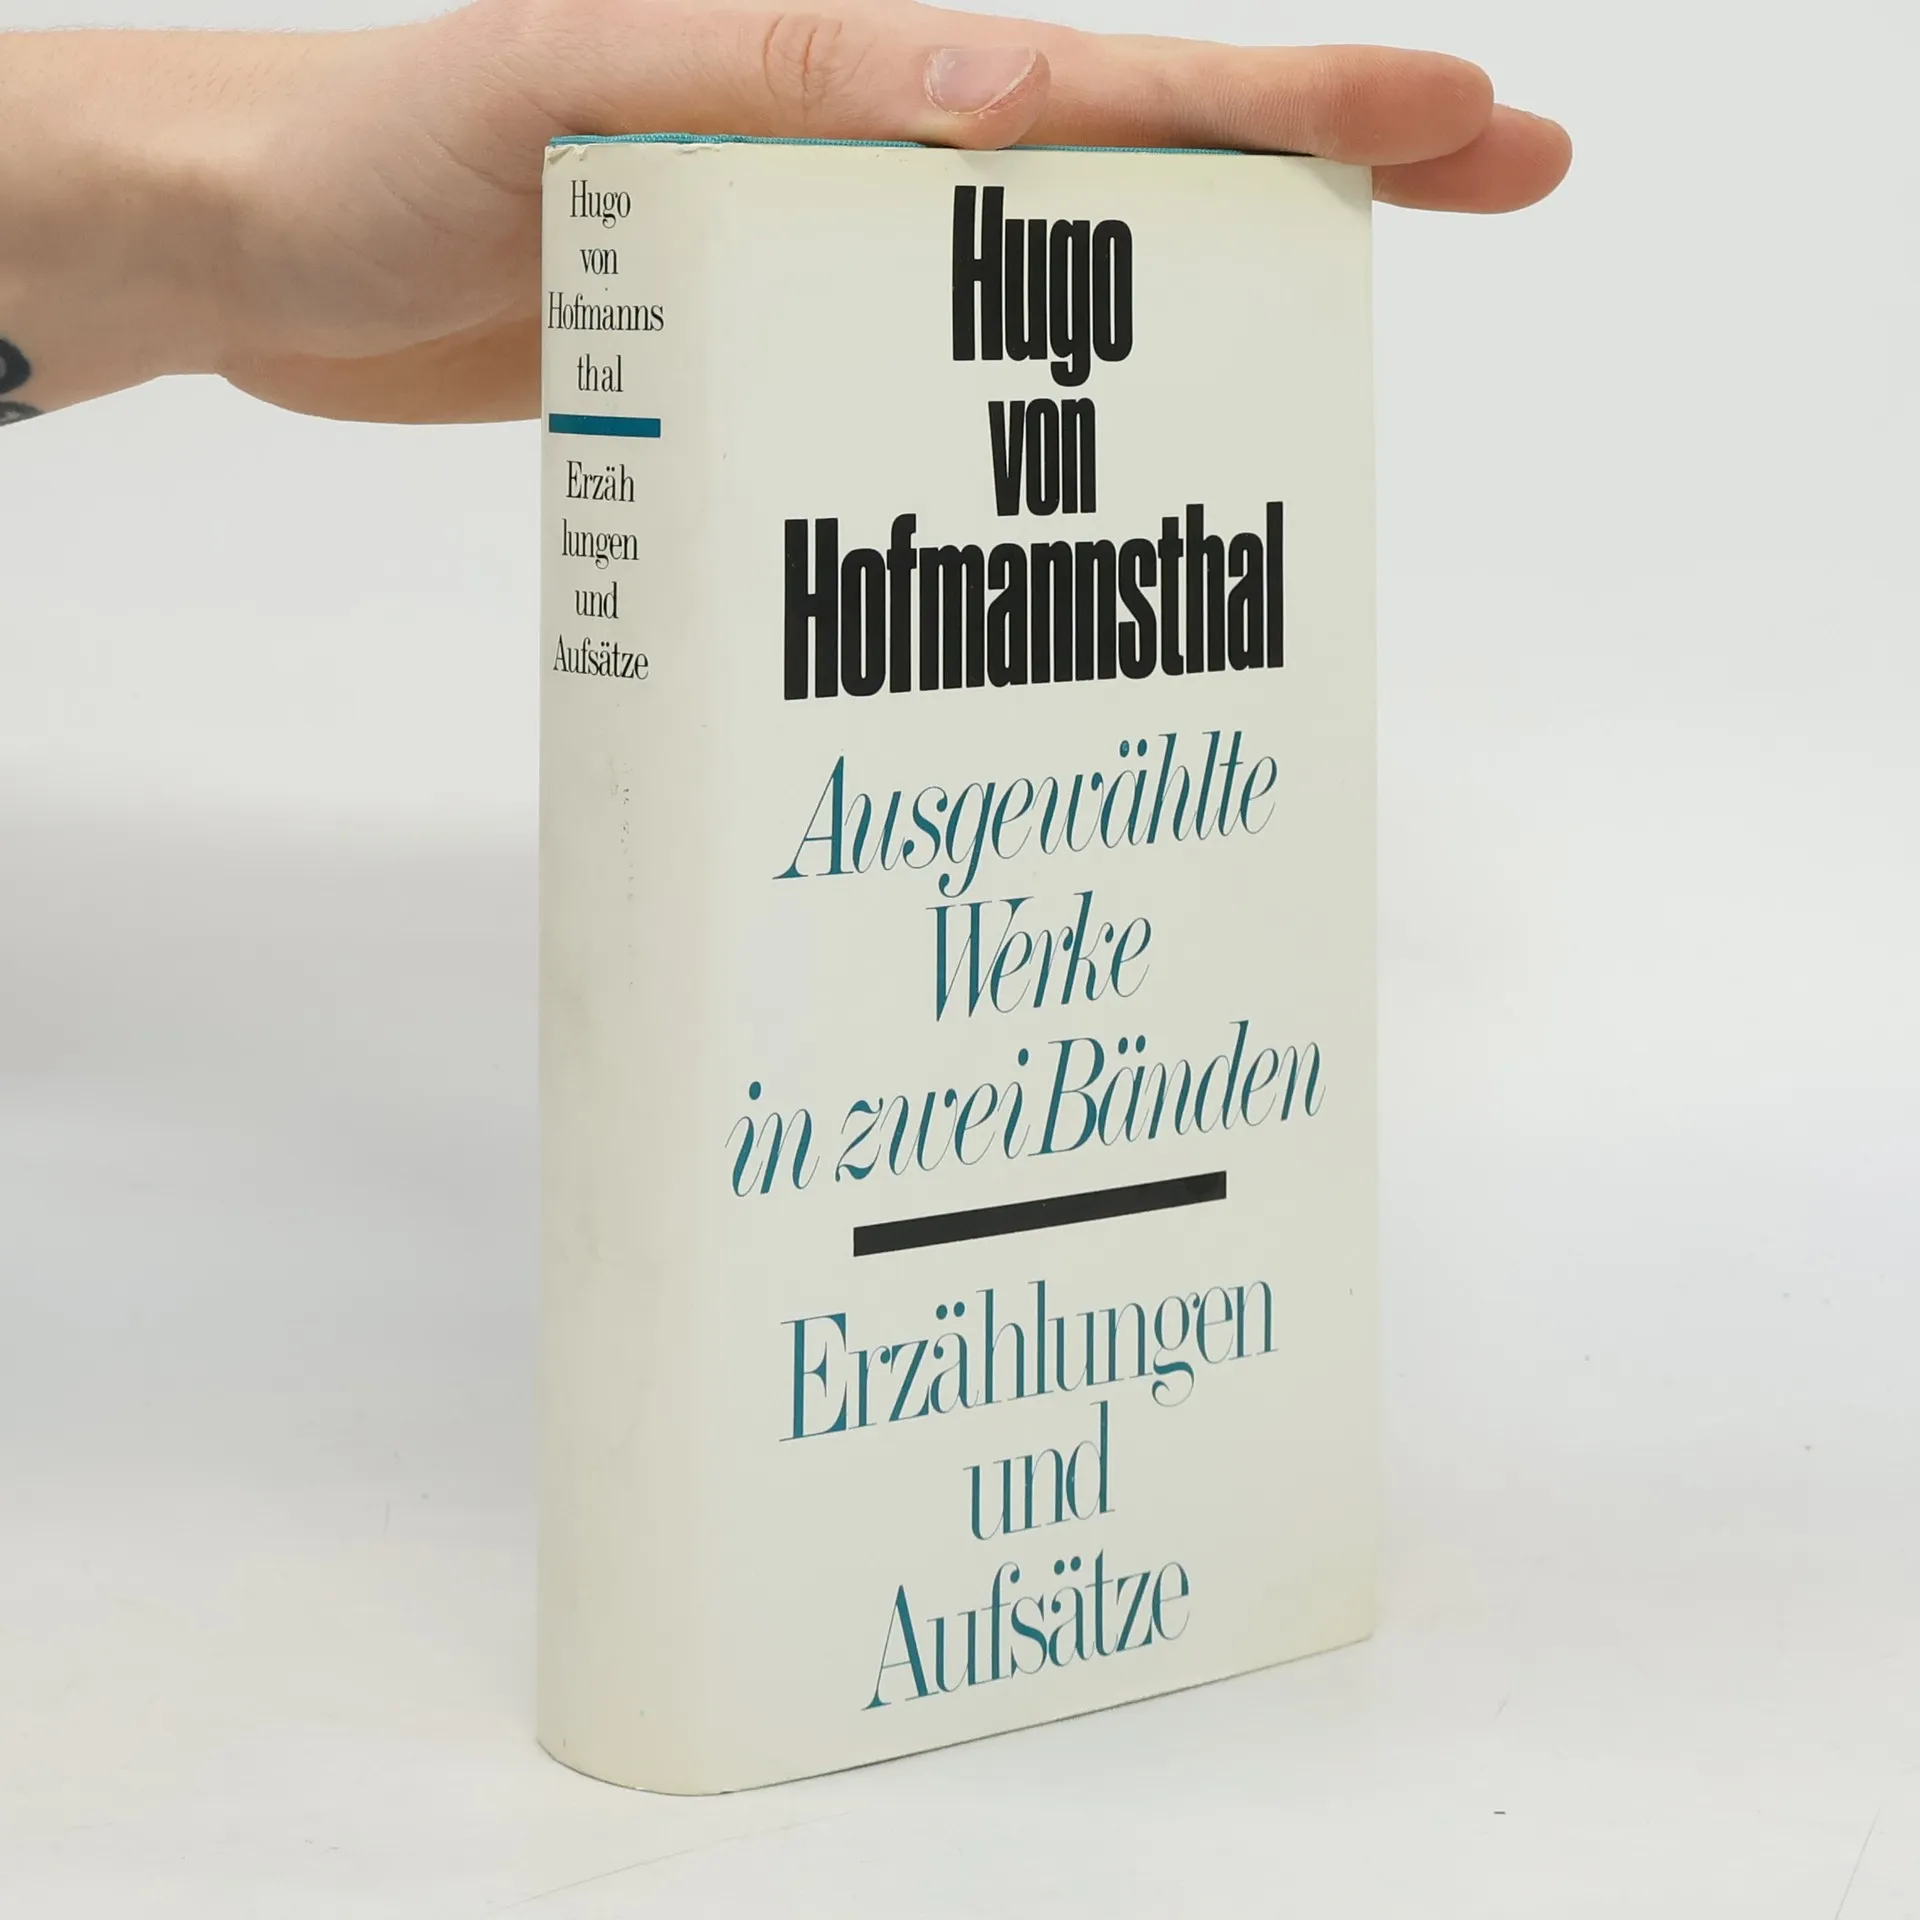 Hugo
von
Hofmanns
thal
Erzäh
lungen
und
Aufsätze
Hugo
von
Hofmannsthal
Ausgewählte
Werke
in zwei Bänden
Erzählungen
und
Aufsätze